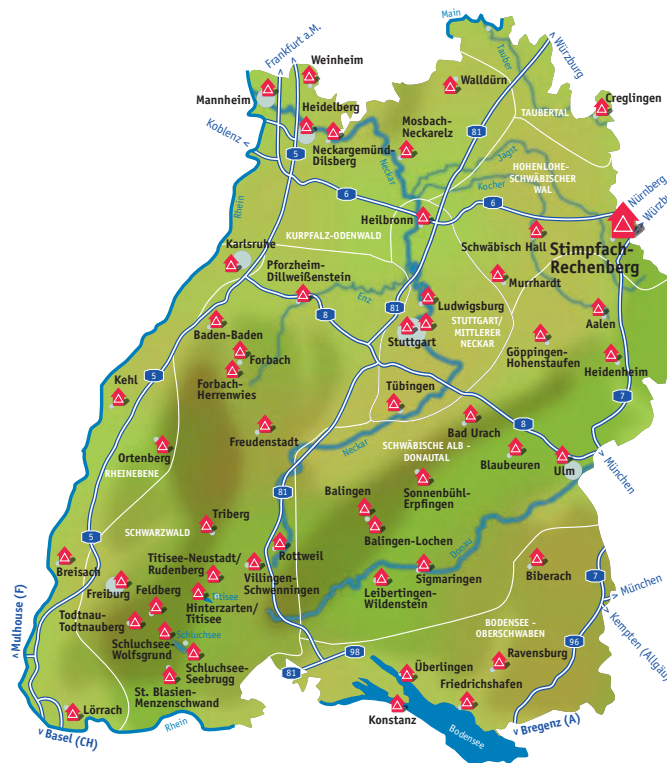 Main
Frankfurt a.M.
>
Weinheim
Tauber
Würzburg
Walldürn
Mannheim
Creglingen
Heidelberg
Mosbach-
Neckarelz
TAUBERTAL
Koblenz <
Neckargemünd-
Dilsberg
81
5
Neckar
Jagst
HOHENLOHE-
SCHWÄBISCHER
WAL
Kocher
Nürnberg
Würzb
6
6
Rhein
Heilbronn
KURPFALZ-ODENWALD
Schwäbisch Hall
Stimpfach-
Rechenberg
Karlsruhe
Pforzheim-
Dillweißenstein
Murrhardt
Enz
81
Ludwigsburg
8
STUTTGART/
MITTLERER
NECKAR
Aalen
Baden-Baden
Stuttgart
Forbach
Göppingen-
Hohenstaufen
Heidenheim
5
Forbach-
Herrenwies
Kehl
Tübingen
7
8
Freudenstadt
Bad Urach
Neckar
SCHWÄBISCHE ALB -
DONAUTAL
Blaubeuren
Ortenberg
Ulm
> München
RHEINEBENE
81
Balingen
Sonnenbühl-
Erpfingen
Triberg
SCHWARZWALD
5
Balingen-Lochen
Titisee-Neustadt/
Rudenberg
Rottweil
Donau
Breisach
Villingen-
Schwenningen
Sigmaringen
Biberach
7
Freiburg
Feldberg
Titisee
Leibertingen-
Wildenstein
> München
Hinterzarten/
Titisee
> Kempten (Allgäu)
Todtnau-
Todtnauberg
BODENSEE -
OBERSCHWABEN
Schluchsee
Schluchsee-
Wolfsgrund
96
> Mulhouse (F)
98
Ravensburg
Schluchsee-
Seebrugg
81
Überlingen
St. Blasien-
Menzenschwand
Friedrichshafen
Lörrach
Konstanz
Rhein
v Basel (CH)
Bodensee
v Bregenz (A)